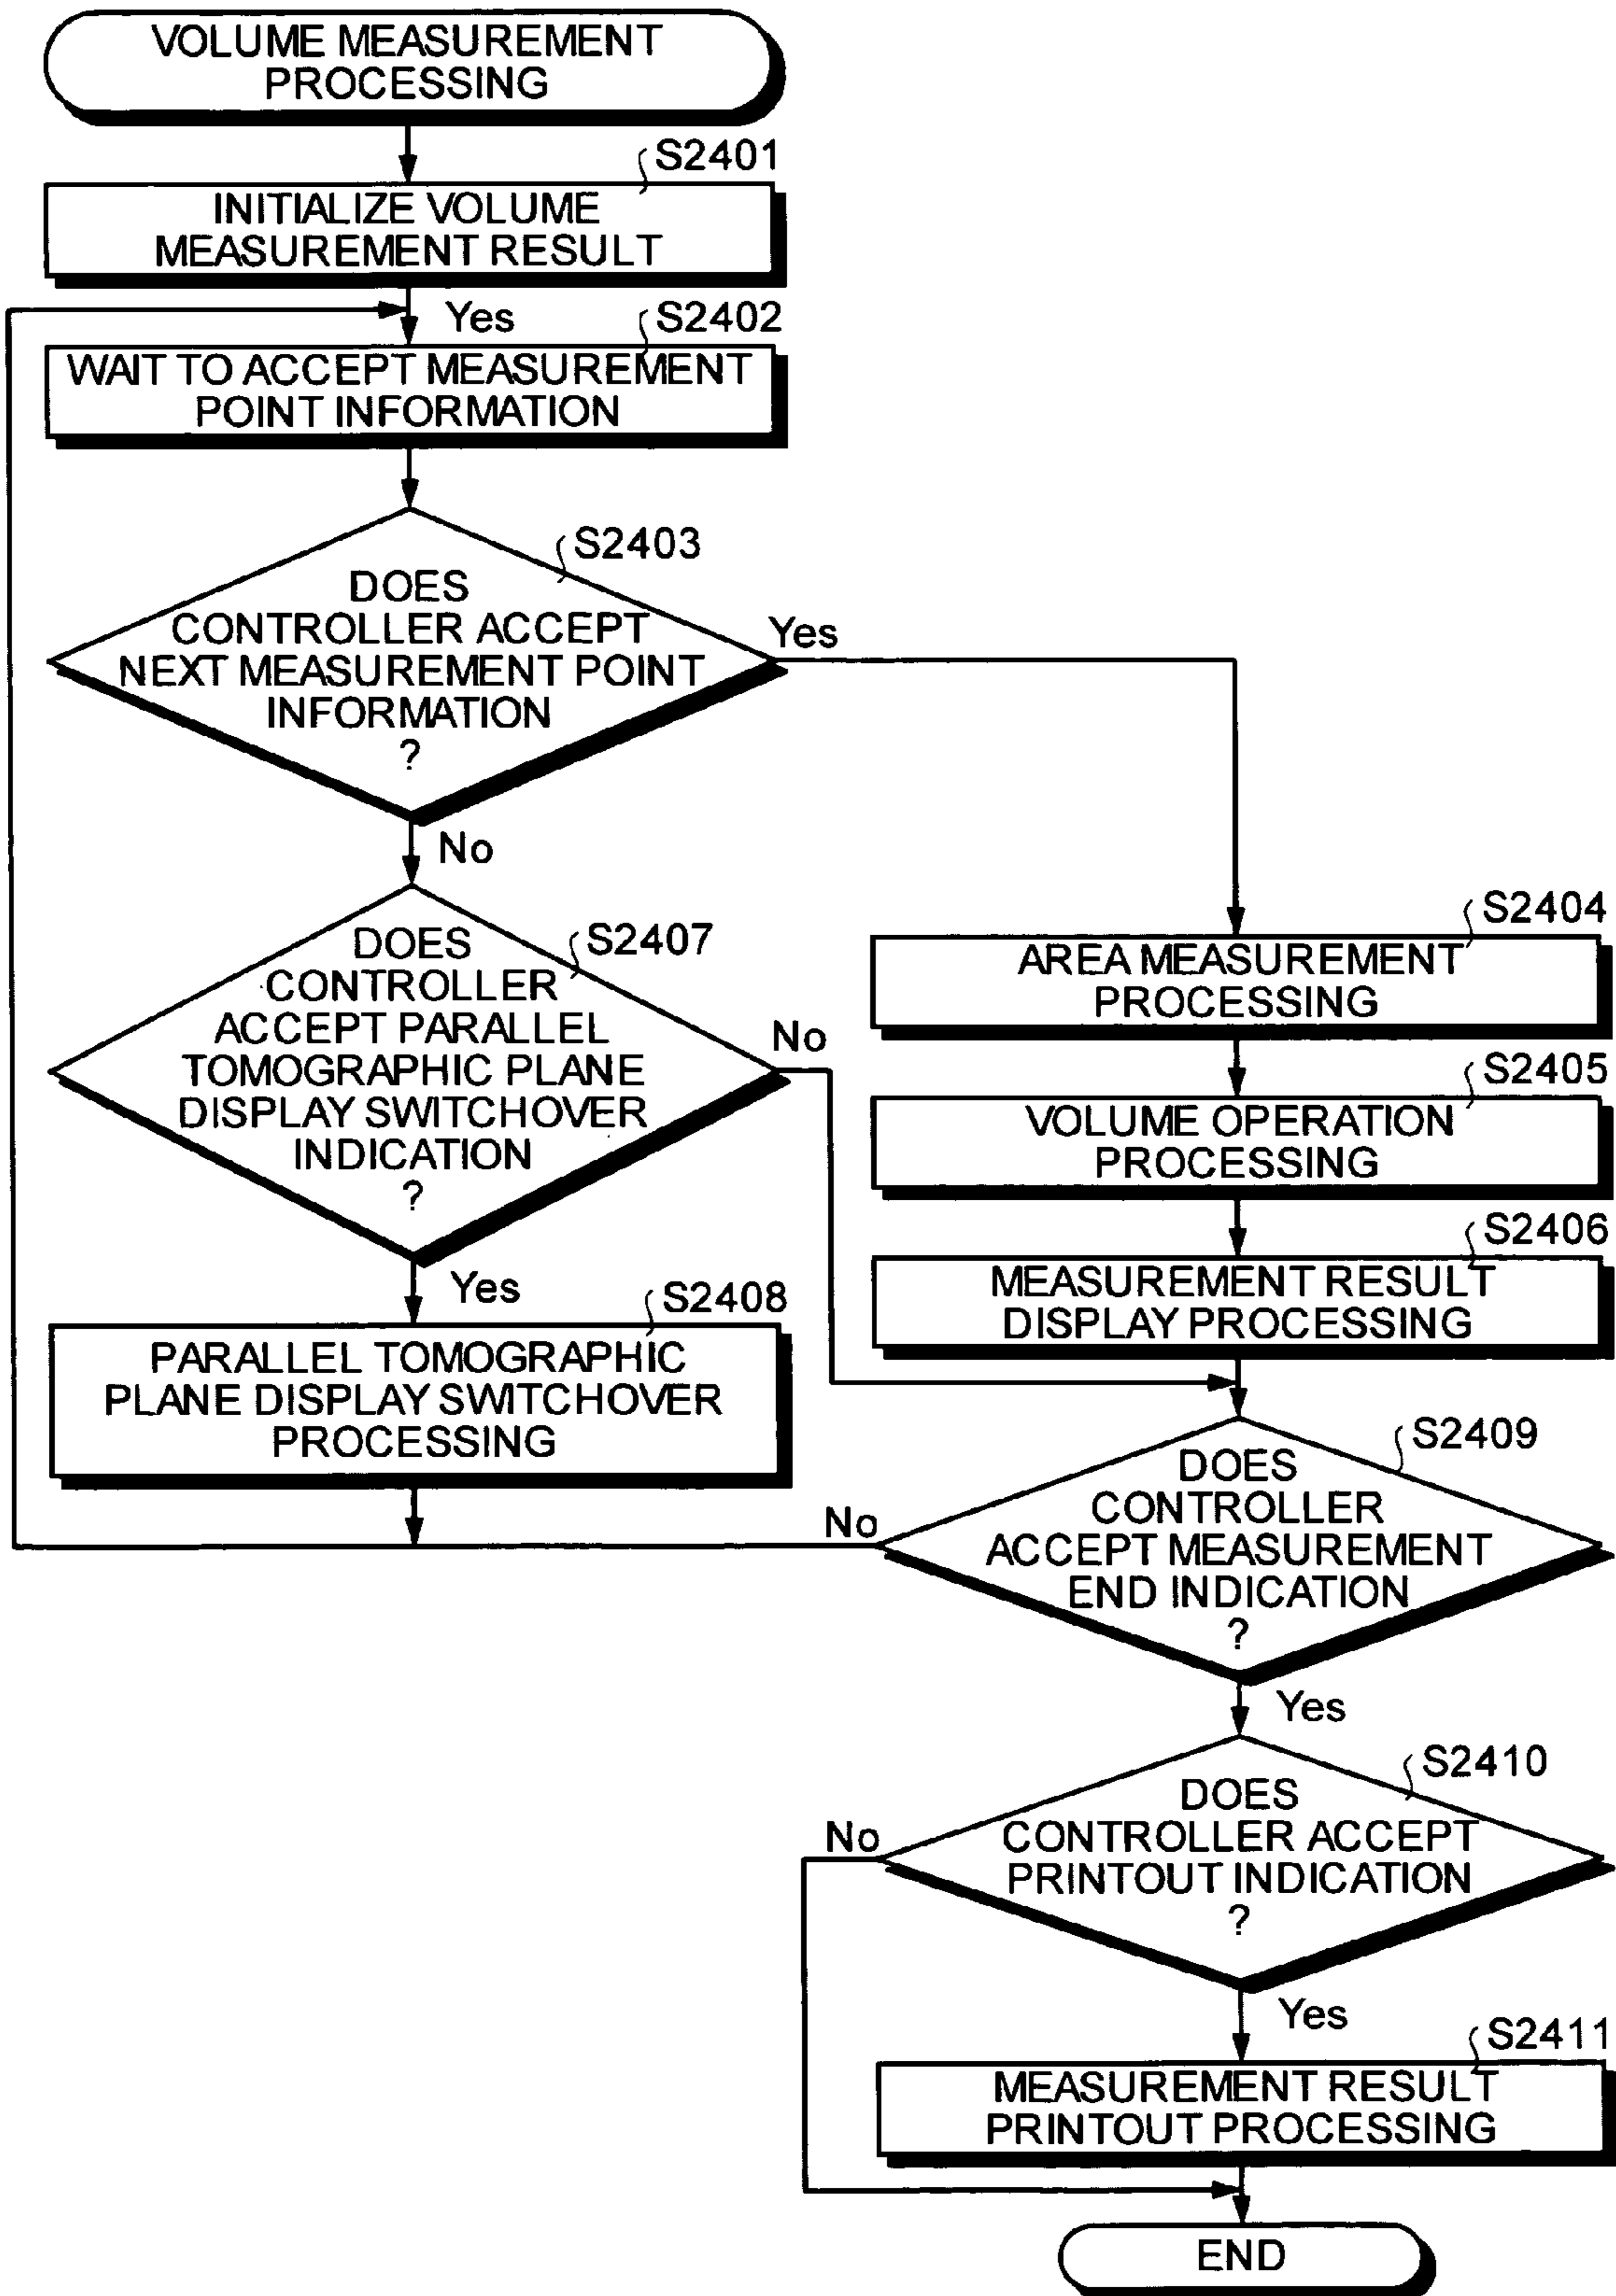 VOLUME MEASUREMENT
PROCESSING
S2401
INITIALIZE VOLUME
MEASUREMENT RESULT
Yes
S2402
WAIT TO ACCEPT MEASUREMENT
POINT INFORMATION
S2403
DOES
CONTROLLER ACCEPT
NEXT MEASUREMENT POINT
INFORMATION
?
Yes
No
S2407
DOES
CONTROLLER
ACCEPT PARALLEL
TOMOGRAPHIC PLANE
DISPLAY SWITCHOVER
INDICATION
?
No
Yes
S2408
PARALLEL TOMOGRAPHIC
PLANE DISPLAY SWITCHOVER
PROCESSING
S2404
AREA MEASUREMENT
PROCESSING
S2405
VOLUME OPERATION
PROCESSING
S2406
MEASUREMENT RESULT
DISPLAY PROCESSING
S2409
DOES
CONTROLLER
ACCEPT MEASUREMENT
END INDICATION
?
No
Yes
S2410
DOES
CONTROLLER ACCEPT
PRINTOUT INDICATION
?
No
Yes
S2411
MEASUREMENT RESULT
PRINTOUT PROCESSING
END